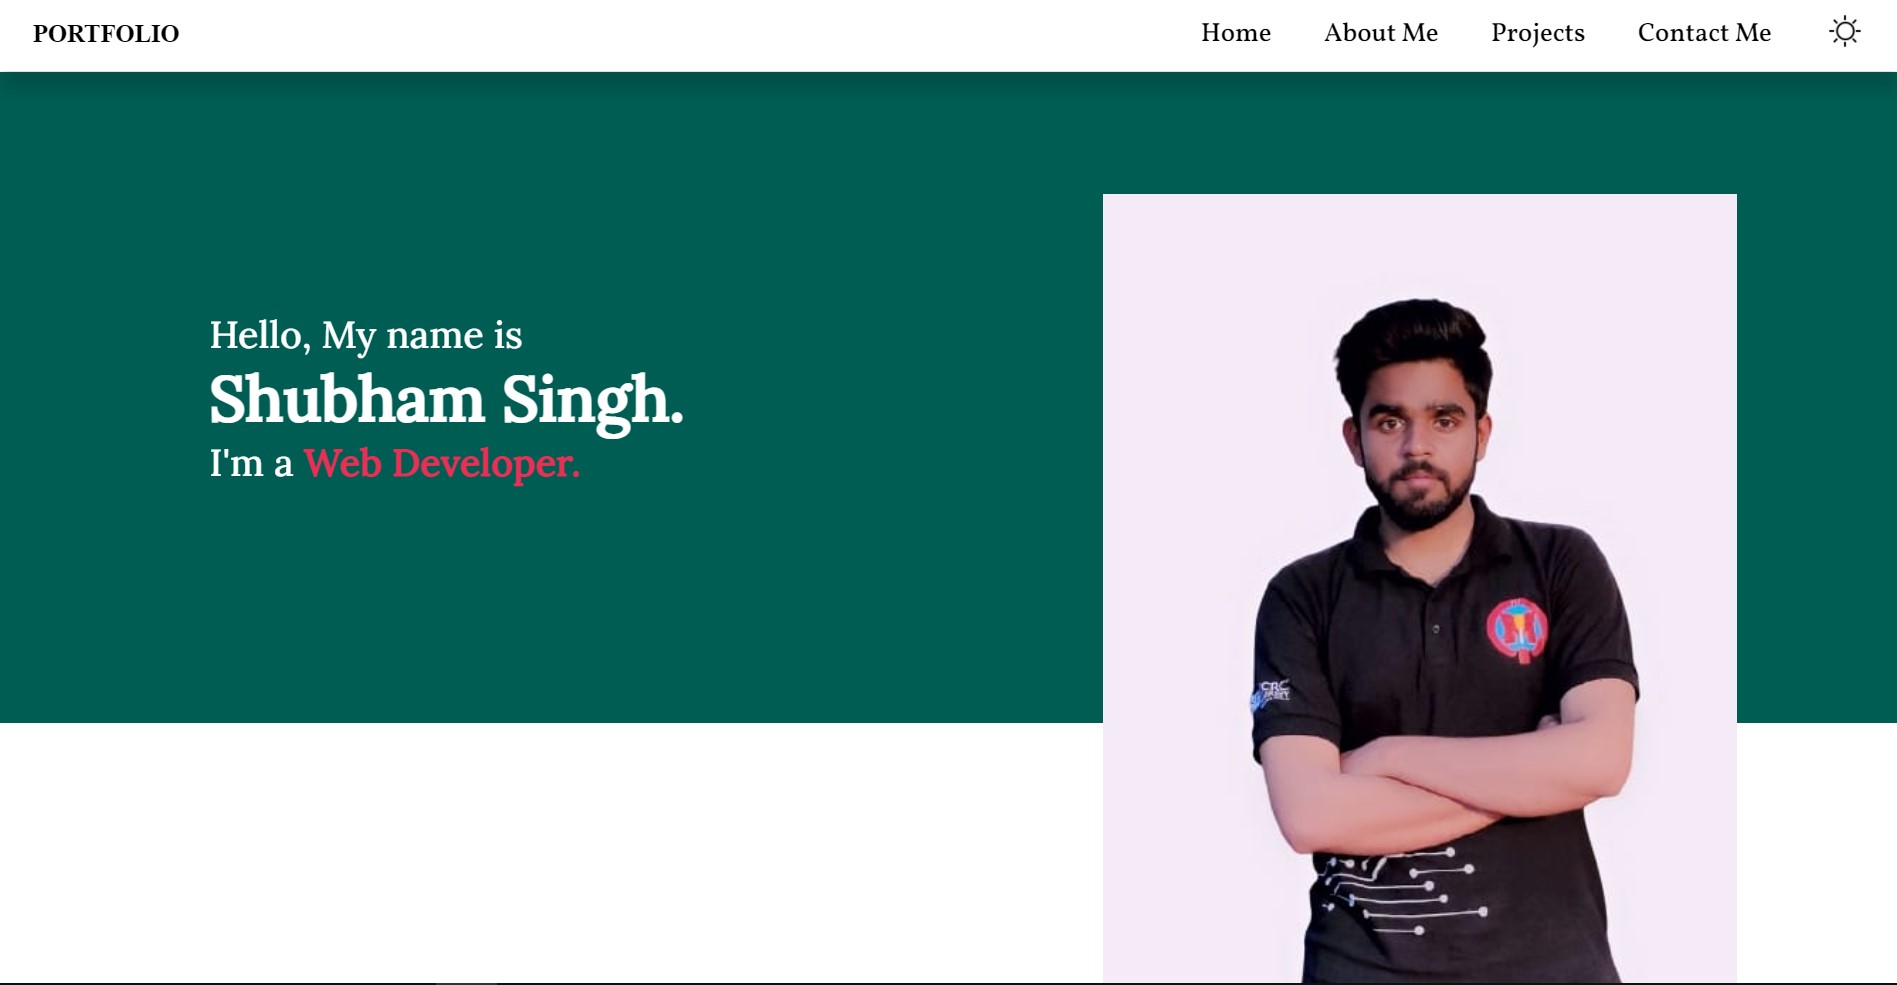 PORTFOLIO
Home
About Me
Projects
Contact Me
Hello, My name is
Shubham Singh.
I'm a Web Developer.
CRC